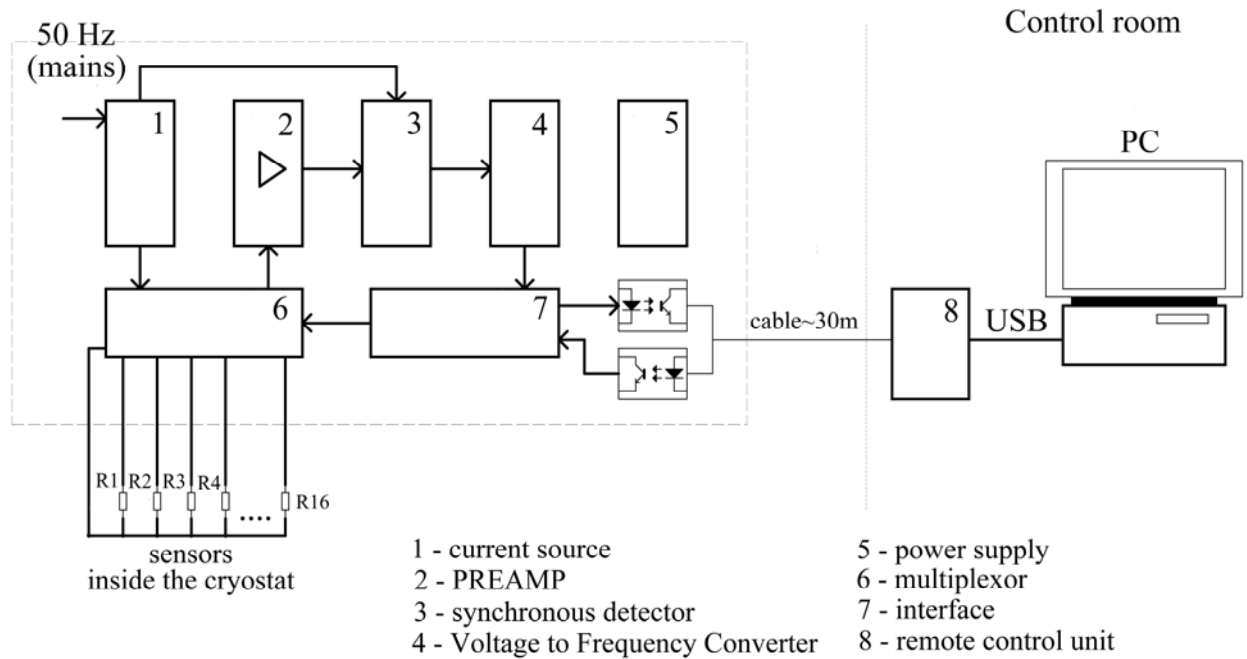 50 Hz
(mains)
Control room
1
2
3
4
5
PC
6
7
8
cable~30m
USB
R1
R2
R3
R4
....
R16
sensors
inside the cryostat
1 - current source
2 - PREAMP
3 - synchronous detector
4 - Voltage to Frequency Converter
5 - power supply
6 - multiplexor
7 - interface
8 - remote control unit